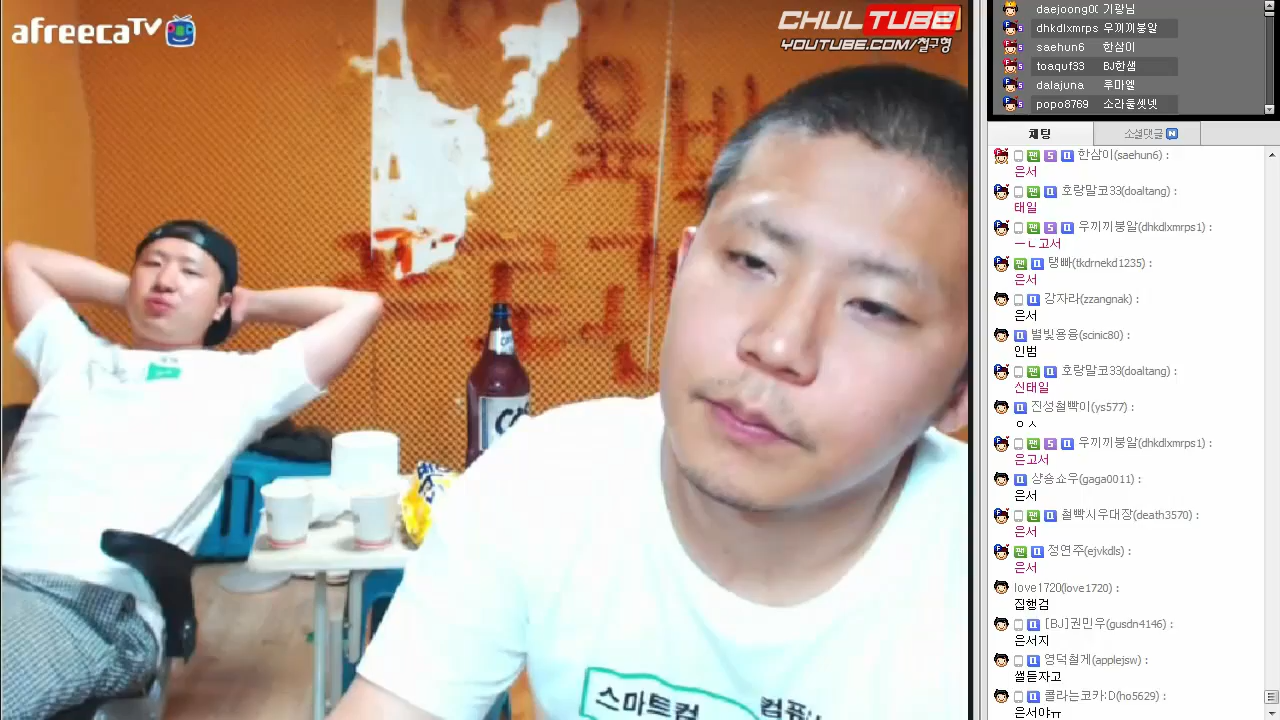 afreecaTV
CHULTUBE
YOUTUBE.COM/철구형
daejoong00 기랑님
dhkdlxmrps 우끼끼붕알
saehun6 한삼이
toaquf33 BJ한샘
dalajuna 루마엘
popo8769 소라둘셋넷
채팅
소셜댓글 N
한삼이(saehun6) :
은서
호랑말코33(doaltang) :
태일
우끼끼붕알(dhkdlxmrps1) :
ㅡㄴ고서
탱빠(tkdrnekd1235) :
은서
강자라(zzangnak) :
은서
별빛용용(scinic80) :
인범
호랑말코33(doaltang) :
신태일
진성철빡이(ys577) :
ㅇㅅ
우끼끼붕알(dhkdlxmrps1) :
은고서
샨숑쇼우(gaga0011) :
은서
철빡시우대장(death3570) :
은서
정연주(ejvkdls) :
은서
love1720(love1720) :
집행검
[BJ]권민우(gusdn4146) :
은서지
영덕철게(applejsw) :
썰듣자고
콜라는코카:D(ho5629) :
은서야ㅠ
스마트컴